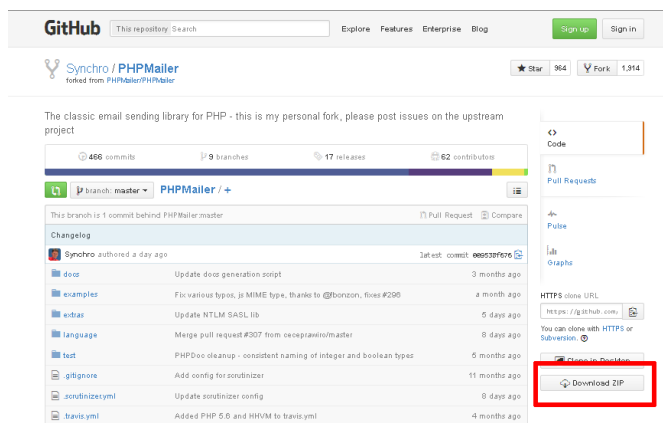 GitHub This repository Search Explore Features Enterprise Blog Sign up Sign in
Synchro / PHPMailer
forked from PHPMailer/PHPMailer
Star 964 Fork 1,914
The classic email sending library for PHP - this is my personal fork, please post issues on the upstream
project
466 commits 9 branches 17 releases 62 contributors
branch: master PHPMailer / +
This branch is 1 commit behind PHPMailer:master Pull Request Compare
Changelog
Synchro authored a day ago latest commit
docs Update docs generation script 3 months ago
examples Fix various typos, js MIME type, thanks to @fbonzon, fixes #296 a month ago
extras Update NTLM SASL lib 5 days ago
language Merge pull request #307 from ceceprawiro/master 8 days ago
test PHPDoc cleanup - consistent naming of integer and boolean types 5 months ago
.gitignore Add config for scrutinizer 11 months ago
.scrutinizer.yml Update scrutinizer config 8 days ago
.travis.yml Added PHP 5.6 and HHVM to travis.yml 4 months ago
Code
Pull Requests
Pulse
Graphs
HTTPS clone URL
https://github.com/
You can clone with HTTPS or
Subversion.
Clone in Desktop
Download ZIP